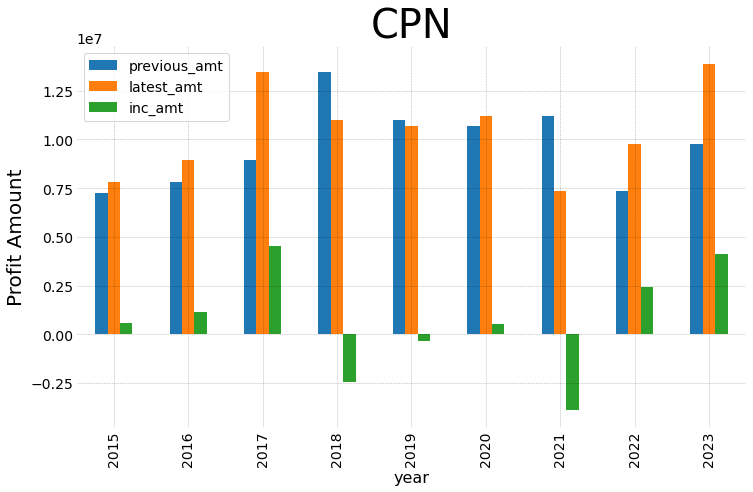 CPN
1e7
previous_amt
latest_amt
inc_amt
1.25
1.00
0.75
0.50
0.25
0.00
−0.25
Profit Amount
2015 2016 2017 2018 2019 2020 2021 2022 2023
year